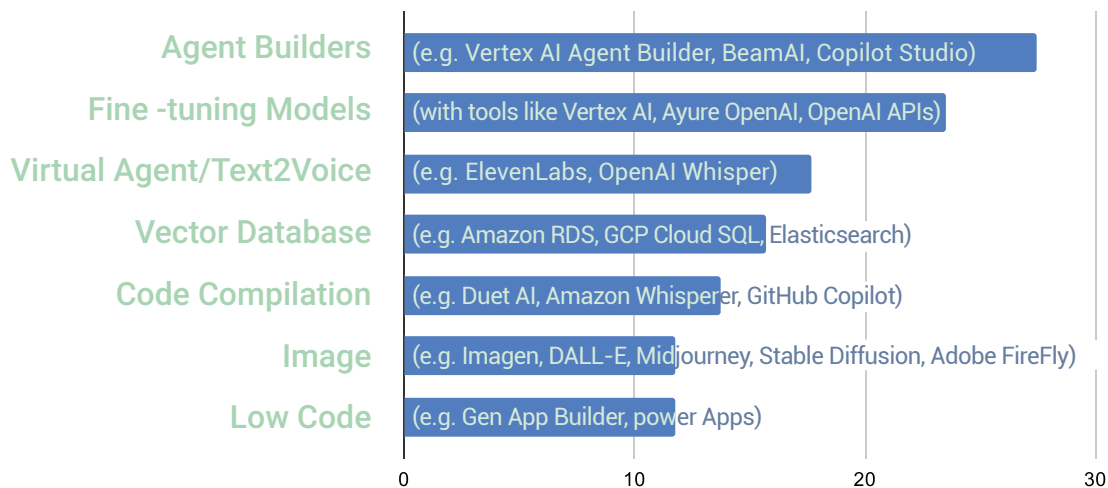 Agent Builders (e.g. Vertex AI Agent Builder, BeamAI, Copilot Studio)
Fine -tuning Models (with tools like Vertex AI, Ayure OpenAI, OpenAI APIs)
Virtual Agent/Text2Voice (e.g. ElevenLabs, OpenAI Whisper)
Vector Database (e.g. Amazon RDS, GCP Cloud SQL, Elasticsearch)
Code Compilation (e.g. Duet AI, Amazon Whisperer, GitHub Copilot)
Image (e.g. Imagen, DALL-E, Midjourney, Stable Diffusion, Adobe FireFly)
Low Code (e.g. Gen App Builder, power Apps)
0 10 20 30